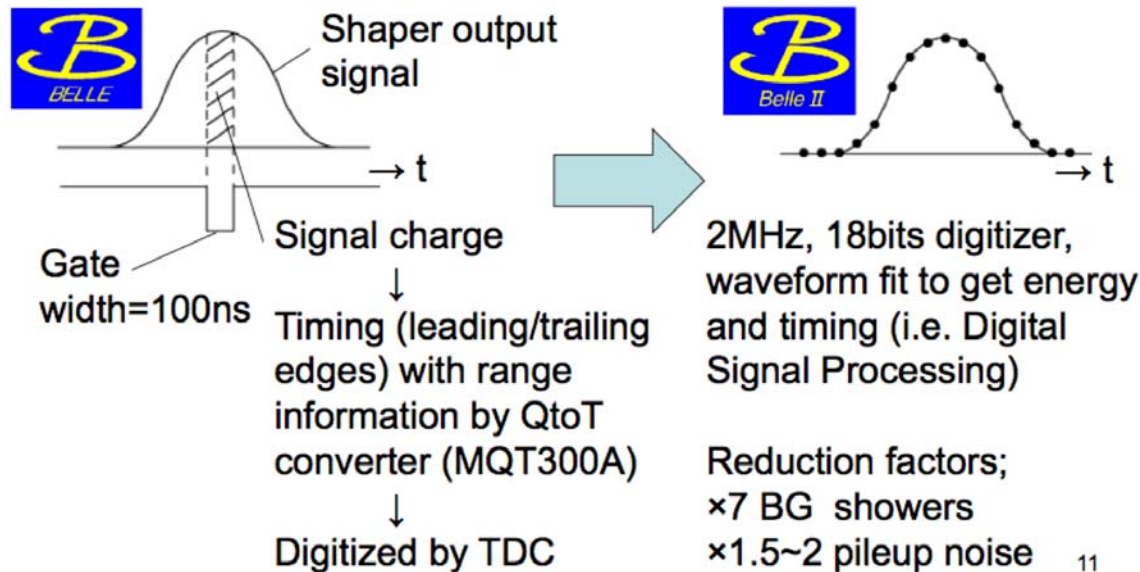 BELLE
Shaper output
signal
→ t
Gate
width=100ns
Signal charge
↓
Timing (leading/trailing
edges) with range
information by QtoT
converter (MQT300A)
↓
Digitized by TDC
Belle II
→ t
2MHz, 18bits digitizer,
waveform fit to get energy
and timing (i.e. Digital
Signal Processing)
Reduction factors;
×7 BG showers
×1.5~2 pileup noise
11